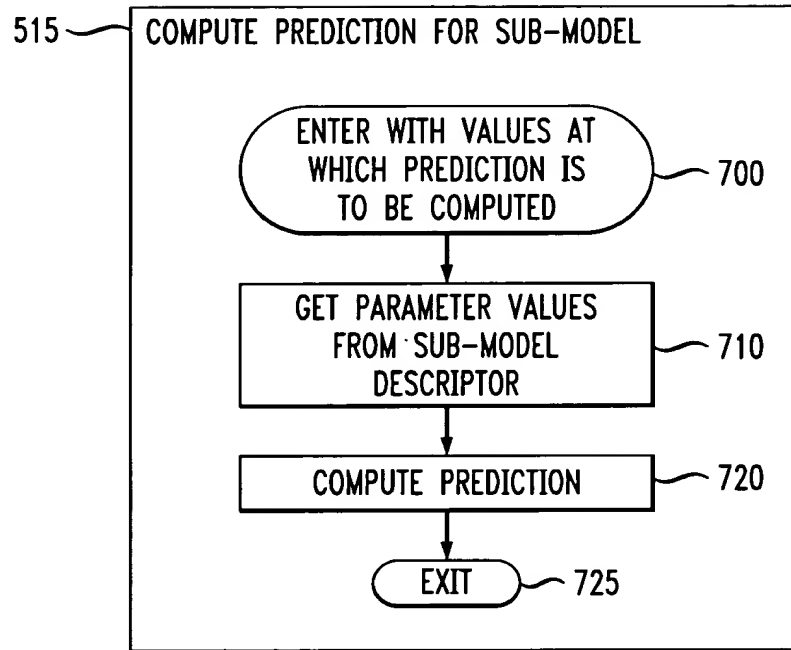 515 COMPUTE PREDICTION FOR SUB-MODEL
ENTER WITH VALUES AT
WHICH PREDICTION IS
TO BE COMPUTED
700
GET PARAMETER VALUES
FROM SUB-MODEL
DESCRIPTOR
710
COMPUTE PREDICTION
720
EXIT
725